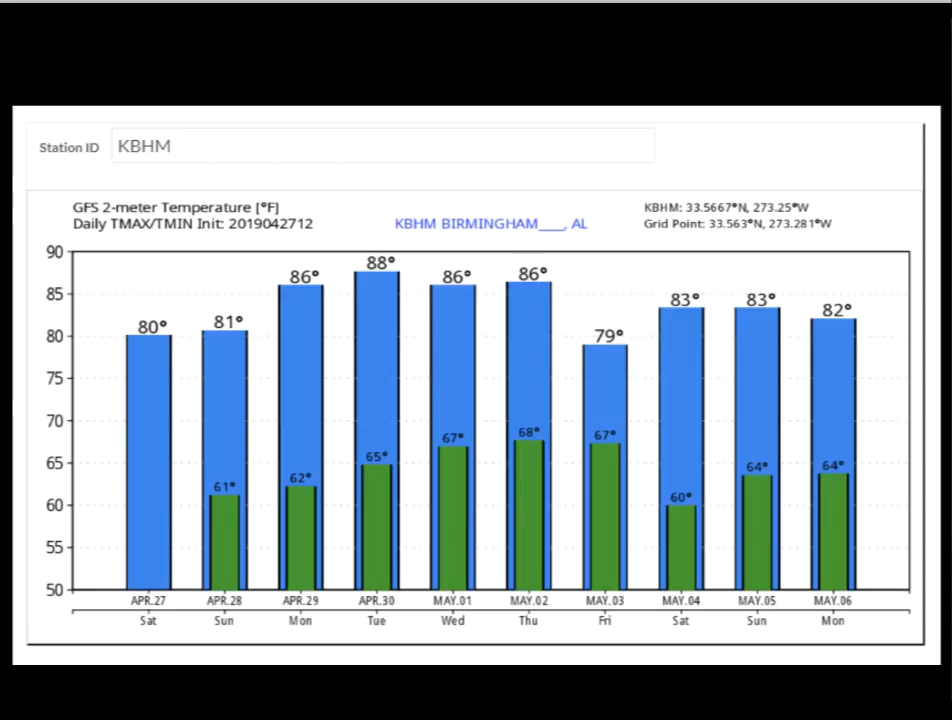 Station ID KBHM
GFS 2-meter Temperature [°F]
Daily TMAX/TMIN Init: 2019042712
KBHM BIRMINGHAM____, AL
KBHM: 33.5667°N, 273.25°W
Grid Point: 33.563°N, 273.281°W
90
85
80
75
70
65
60
55
50
80° 81° 86° 88° 86° 86° 79° 83° 83° 82°
61° 62° 65° 67° 68° 67° 60° 64° 64°
APR.27 APR.28 APR.29 APR.30 MAY.01 MAY.02 MAY.03 MAY.04 MAY.05 MAY.06
Sat Sun Mon Tue Wed Thu Fri Sat Sun Mon